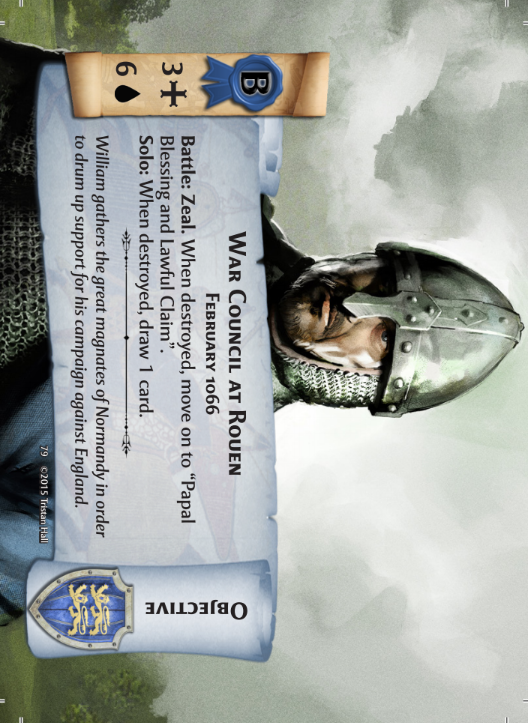 B
3
6
WAR COUNCIL AT ROUEN
FEBRUARY 1066
Battle: Zeal. When destroyed, move on to “Papal
Blessing and Lawful Claim”.
Solo: When destroyed, draw 1 card.
William gathers the great magnates of Normandy in order
to drum up support for his campaign against England.
79 ©2015 Tristan Hall
OBJECTIVE